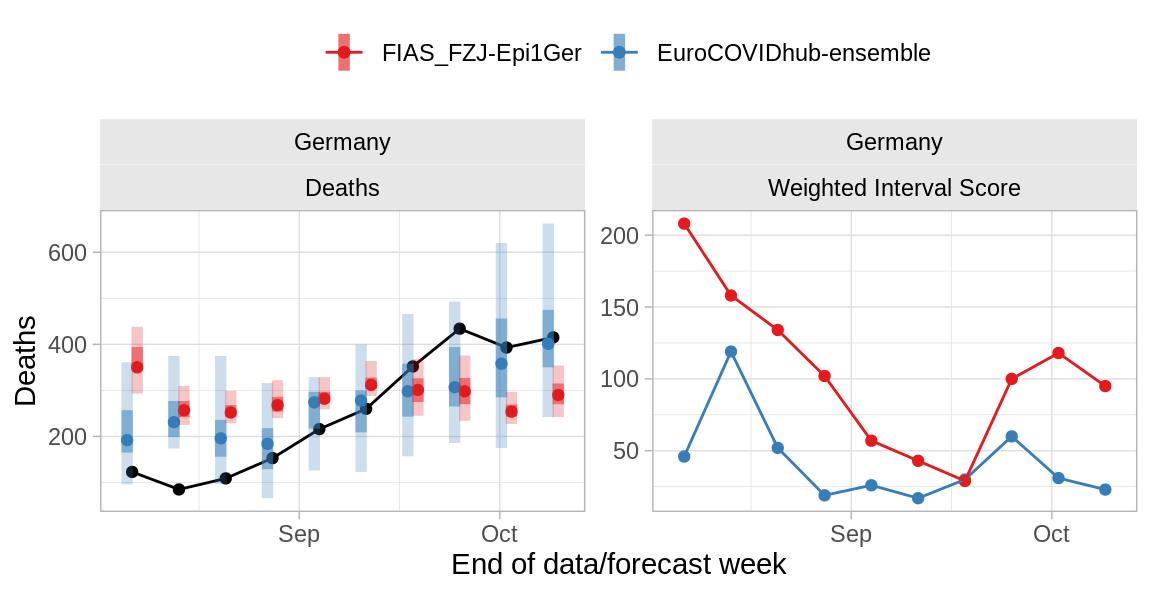 FIAS_FZJ-Epi1Ger EuroCOVIDhub-ensemble
Germany Germany
Deaths Weighted Interval Score
Deaths
600
400
200
200
150
100
50
Sep Oct Sep Oct
End of data/forecast week